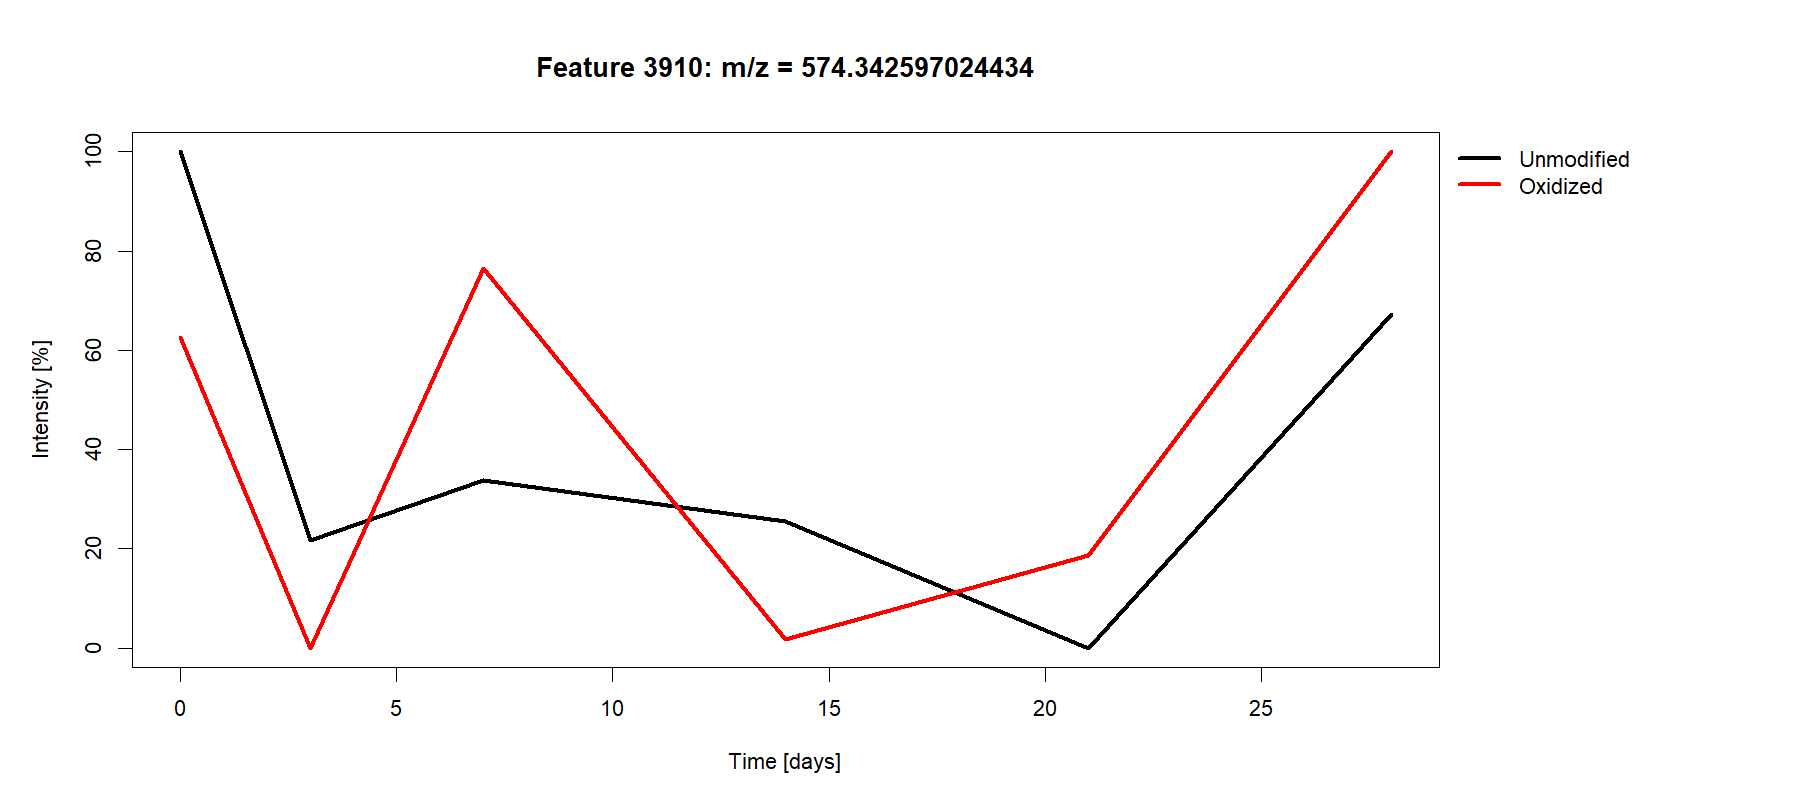 Feature 3910: m/z = 574.342597024434
Unmodified
Oxidized
Intensity [%]
100
80
60
40
20
0
0 5 10 15 20 25
Time [days]